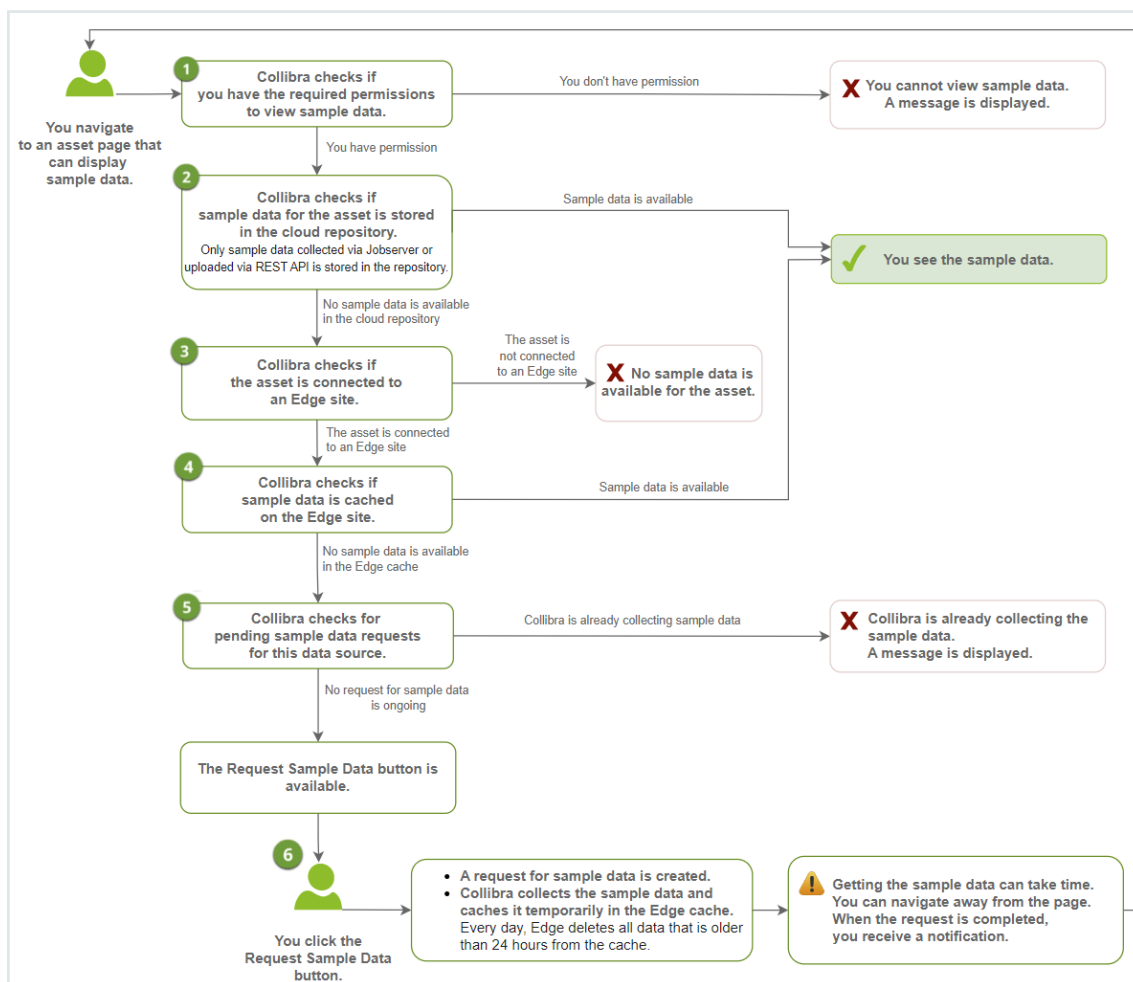 1
Collibra checks if
you have the required permissions
to view sample data.
You don't have permission
X You cannot view sample data.
A message is displayed.
You navigate
to an asset page that
can display
sample data.
You have permission
2
Collibra checks if
sample data for the asset is stored
in the cloud repository.
Only sample data collected via Jobserver or
uploaded via REST API is stored in the repository.
Sample data is available
You see the sample data.
No sample data is available
in the cloud repository
3
Collibra checks if
the asset is connected to
an Edge site.
The asset is
not connected
to an Edge site
X No sample data is
available for the asset.
The asset is connected
to an Edge site
4
Collibra checks if
sample data is cached
on the Edge site.
Sample data is available
No sample data is available
in the Edge cache
5
Collibra checks for
pending sample data requests
for this data source.
Collibra is already collecting sample data
X Collibra is already collecting the
sample data.
A message is displayed.
No request for sample data
is ongoing
The Request Sample Data button is
available.
6
You click the
Request Sample Data
button.
• A request for sample data is created.
• Collibra collects the sample data and
caches it temporarily in the Edge cache.
Every day, Edge deletes all data that is older
than 24 hours from the cache.
! Getting the sample data can take time.
You can navigate away from the page.
When the request is completed,
you receive a notification.